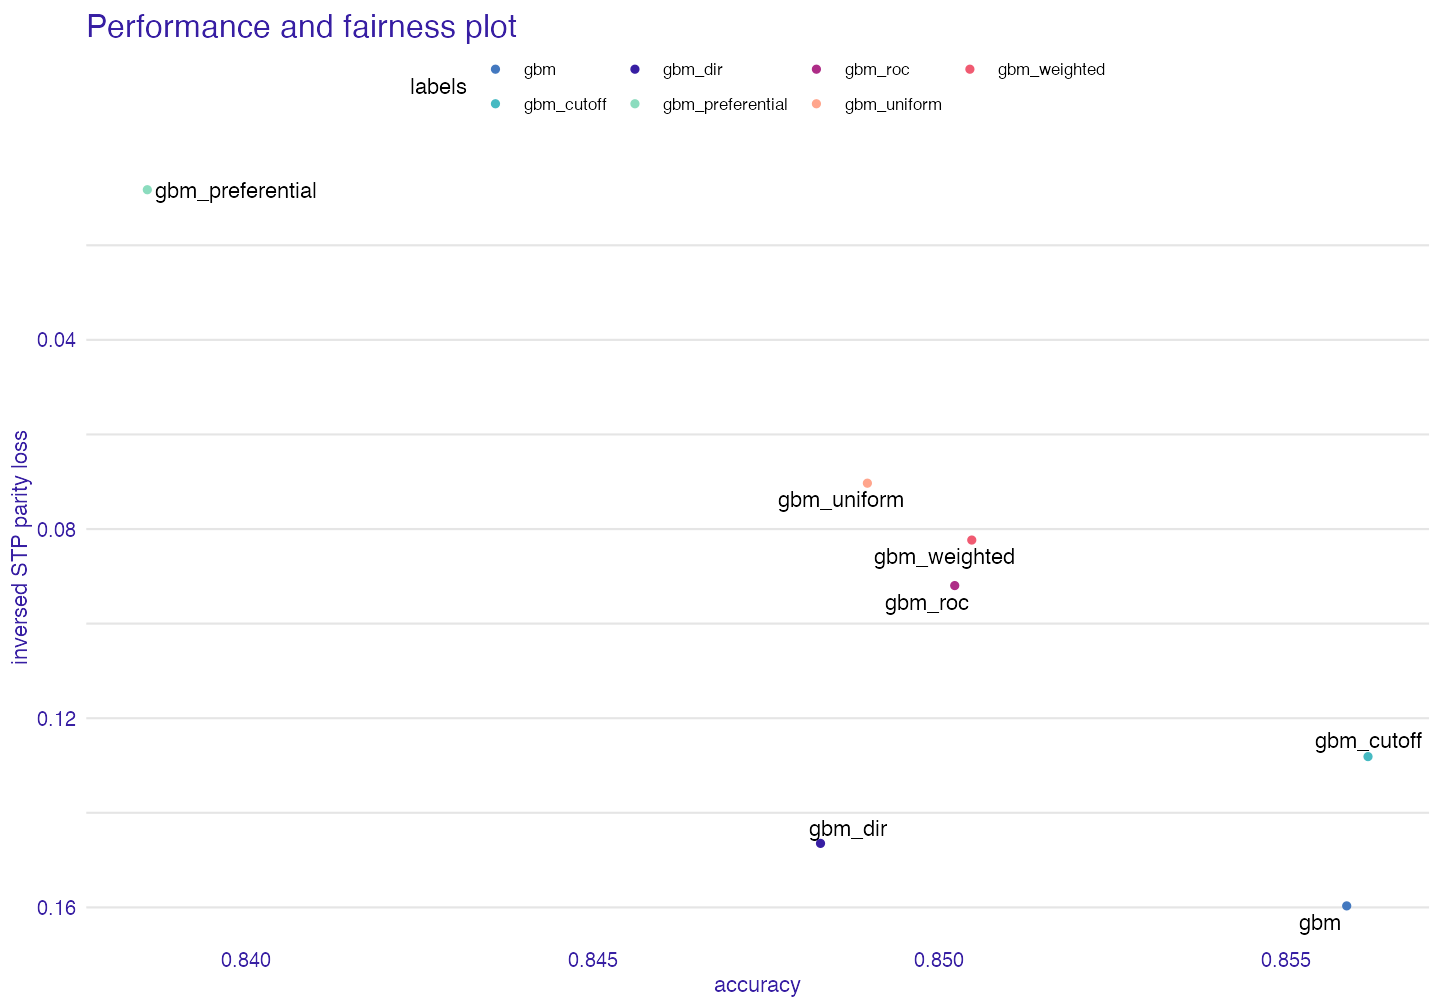 Performance and fairness plot
labels
gbm gbm_dir gbm_roc gbm_weighted
gbm_cutoff gbm_preferential gbm_uniform
gbm_preferential
0.04
gbm_uniform
inversed STP parity loss
0.08
gbm_weighted
gbm_roc
0.12
gbm_cutoff
gbm_dir
0.16
gbm
0.840 0.845 0.850 0.855
accuracy